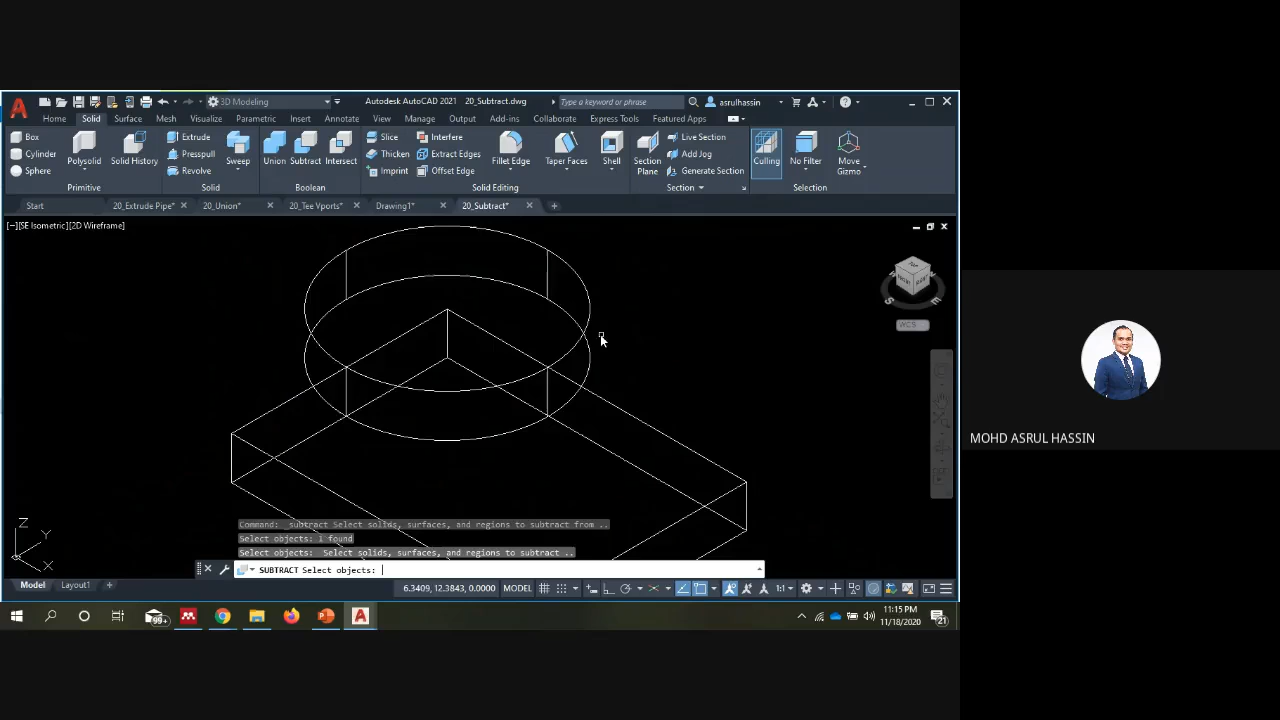 3D Modeling
Autodesk AutoCAD 2021 20_Subtract.dwg
Type a keyword or phrase
asrulhassin
Home Solid Surface Mesh Visualize Parametric Insert Annotate View Manage Output Add-ins Collaborate Express Tools Featured Apps
Box
Cylinder
Sphere
Polysolid
Solid History
Primitive
Extrude
Presspull
Revolve
Sweep
Solid
Union
Subtract
Intersect
Boolean
Slice
Thicken
Imprint
Interfere
Extract Edges
Offset Edge
Fillet Edge
Taper Faces
Shell
Solid Editing
Section
Plane
Live Section
Add Jog
Generate Section
Section
Culling
No Filter
Move
Gizmo
Selection
Start 20_Extrude Pipe* 20_Union* 20_Tee Vports* Drawing1* 20_Subtract*
[−][SE Isometric][2D Wireframe]
TOP
S
E
WCS
MOHD ASRUL HASSIN
Z
Y
X
Command: _subtract Select solids, surfaces, and regions to subtract from ..
Select objects: 1 found
Select objects: Select solids, surfaces, and regions to subtract ..
SUBTRACT Select objects:
Model Layout1
6.3409, 12.3843, 0.0000 MODEL
1:1
99+
11:15 PM
11/18/2020
21